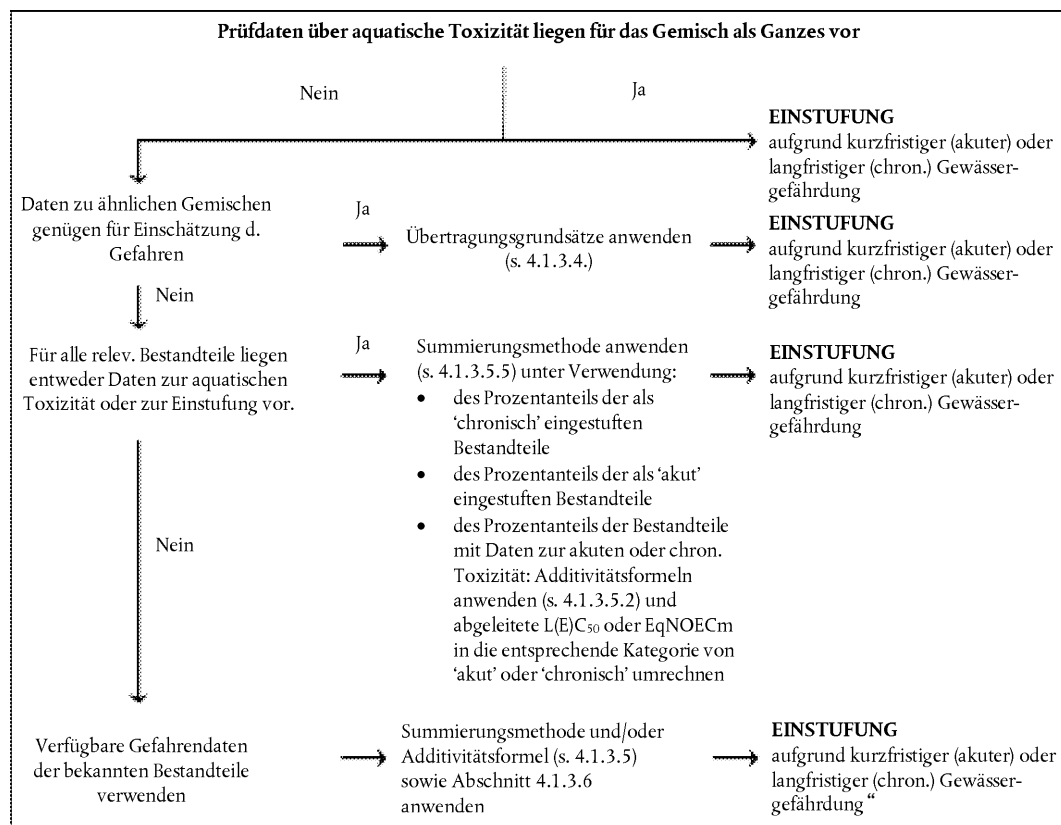 Prüfdaten über aquatische Toxizität liegen für das Gemisch als Ganzes vor
Nein
Ja
EINSTUFUNG
aufgrund kurzfristiger (akuter) oder
langfristiger (chron.) Gewässer-
gefährdung
Daten zu ähnlichen Gemischen
genügen für Einschätzung d.
Gefahren
Ja
Übertragungsgrundsätze anwenden
(s. 4.1.3.4.)
EINSTUFUNG
aufgrund kurzfristiger (akuter) oder
langfristiger (chron.) Gewässer-
gefährdung
Nein
Für alle relev. Bestandteile liegen
entweder Daten zur aquatischen
Toxizität oder zur Einstufung vor.
Ja
Summierungsmethode anwenden
(s. 4.1.3.5.5) unter Verwendung:
• des Prozentanteils der als
‘chronisch’ eingestuften
Bestandteile
• des Prozentanteils der als ‘akut’
eingestuften Bestandteile
• des Prozentanteils der Bestandteile
mit Daten zur akuten oder chron.
Toxizität: Additivitätsformeln
anwenden (s. 4.1.3.5.2) und
abgeleitete L(E)C₅₀ oder EqNOECm
in die entsprechende Kategorie von
‘akut’ oder ‘chronisch’ umrechnen
EINSTUFUNG
aufgrund kurzfristiger (akuter) oder
langfristiger (chron.) Gewässer-
gefährdung
Nein
Verfügbare Gefahrendaten
der bekannten Bestandteile
verwenden
Summierungsmethode und/oder
Additivitätsformel (s. 4.1.3.5)
sowie Abschnitt 4.1.3.6
anwenden
EINSTUFUNG
aufgrund kurzfristiger (akuter) oder
langfristiger (chron.) Gewässer-
gefährdung“